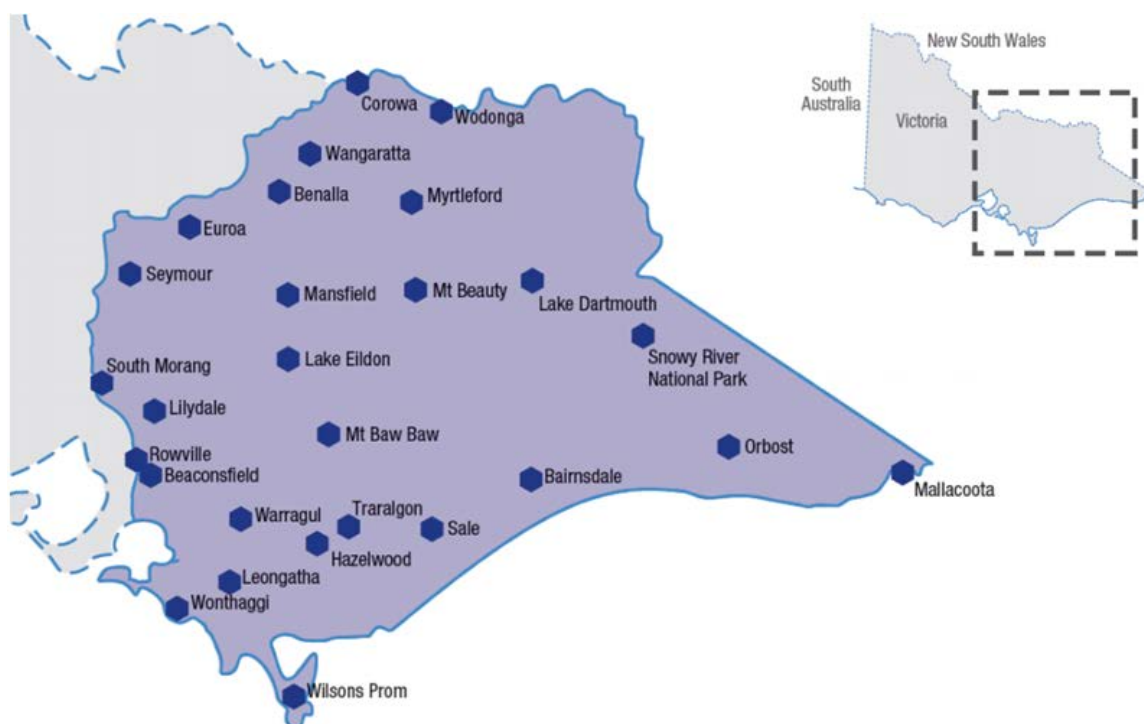 New South Wales
South
Australia
Victoria
Corowa
Wodonga
Wangaratta
Benalla
Myrtleford
Euroa
Seymour
Mansfield
Mt Beauty
Lake Dartmouth
Snowy River
National Park
South Morang
Lake Eildon
Lilydale
Mt Baw Baw
Orbost
Rowville
Beaconsfield
Bairnsdale
Mallacoota
Warragul
Traralgon
Sale
Hazelwood
Leongatha
Wonthaggi
Wilsons Prom